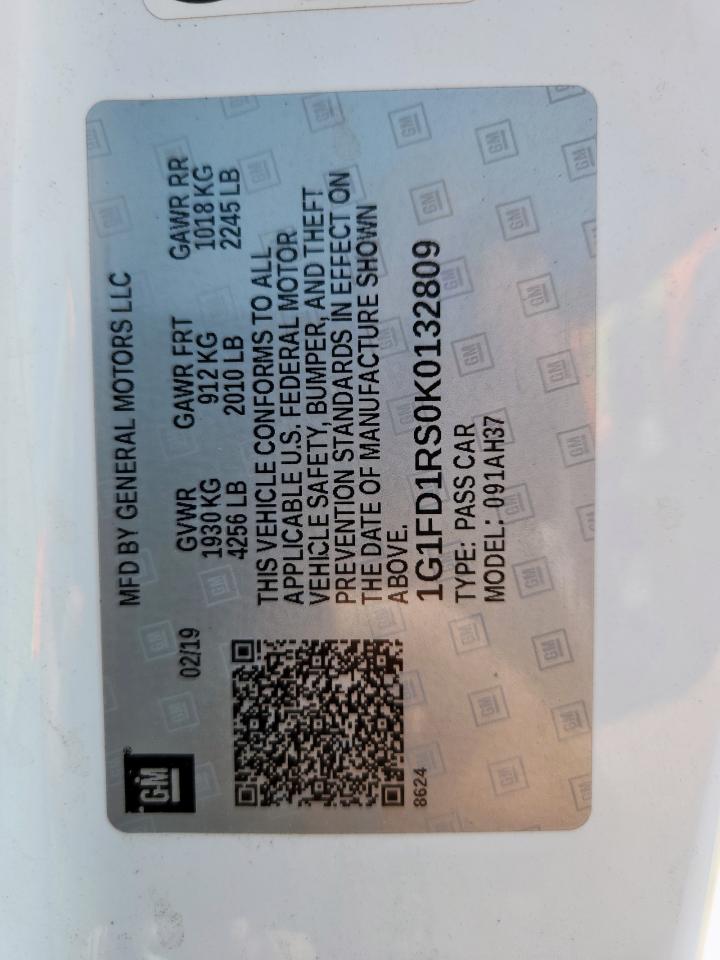 GM
MFD BY GENERAL MOTORS LLC
02/19
GVWR GAWR FRT GAWR RR
1930 KG 912 KG 1018 KG
4256 LB 2010 LB 2245 LB
THIS VEHICLE CONFORMS TO ALL
APPLICABLE U.S. FEDERAL MOTOR
VEHICLE SAFETY, BUMPER, AND THEFT
PREVENTION STANDARDS IN EFFECT ON
THE DATE OF MANUFACTURE SHOWN
ABOVE.
8624
1G1FD1RS0K0132809
TYPE: PASS CAR
MODEL: 091AH37